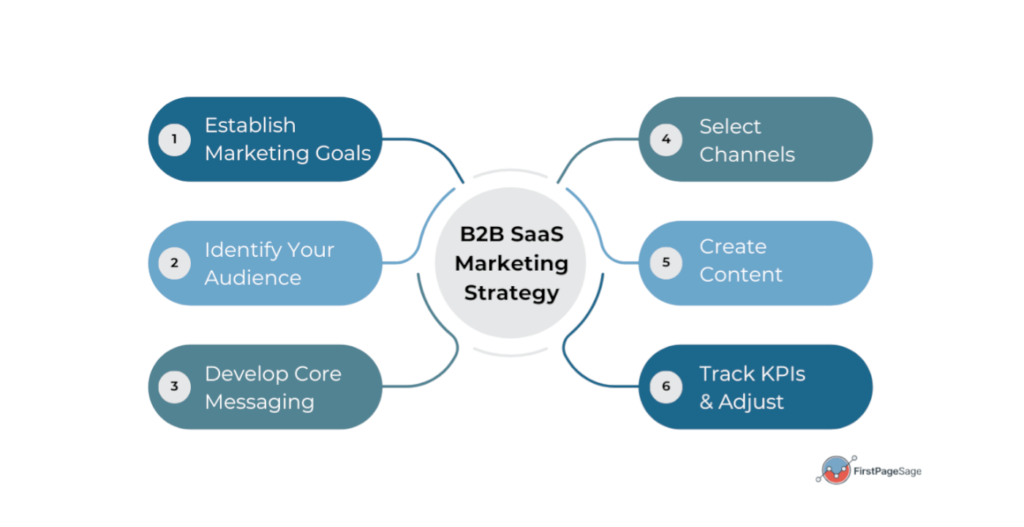 1
Establish
Marketing Goals
2
Identify Your
Audience
3
Develop Core
Messaging
B2B SaaS
Marketing
Strategy
4
Select
Channels
5
Create
Content
6
Track KPIs
& Adjust
FirstPageSage